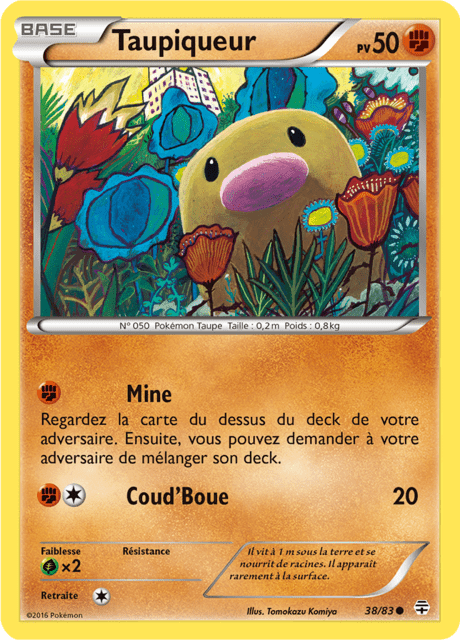 BASE
Taupiqueur
PV 50
N° 050 Pokémon Taupe Taille : 0,2 m Poids : 0,8 kg
Mine
Regardez la carte du dessus du deck de votre
adversaire. Ensuite, vous pouvez demander à votre
adversaire de mélanger son deck.
Coud'Boue 20
Faiblesse Résistance
×2
Retraite
Il vit à 1 m sous la terre et se
nourrit de racines. Il apparaît
rarement à la surface.
©2016 Pokémon
Illus. Tomokazu Komiya
38/83